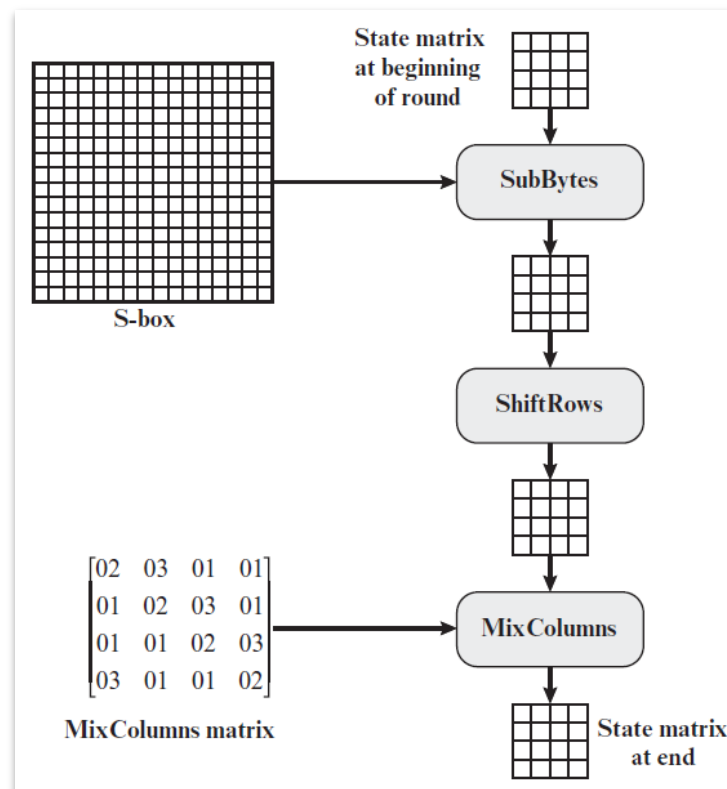 State matrix
at beginning
of round
SubBytes
S-box
ShiftRows
02 03 01 01
01 02 03 01
01 01 02 03
03 01 01 02
MixColumns matrix
MixColumns
State matrix
at end